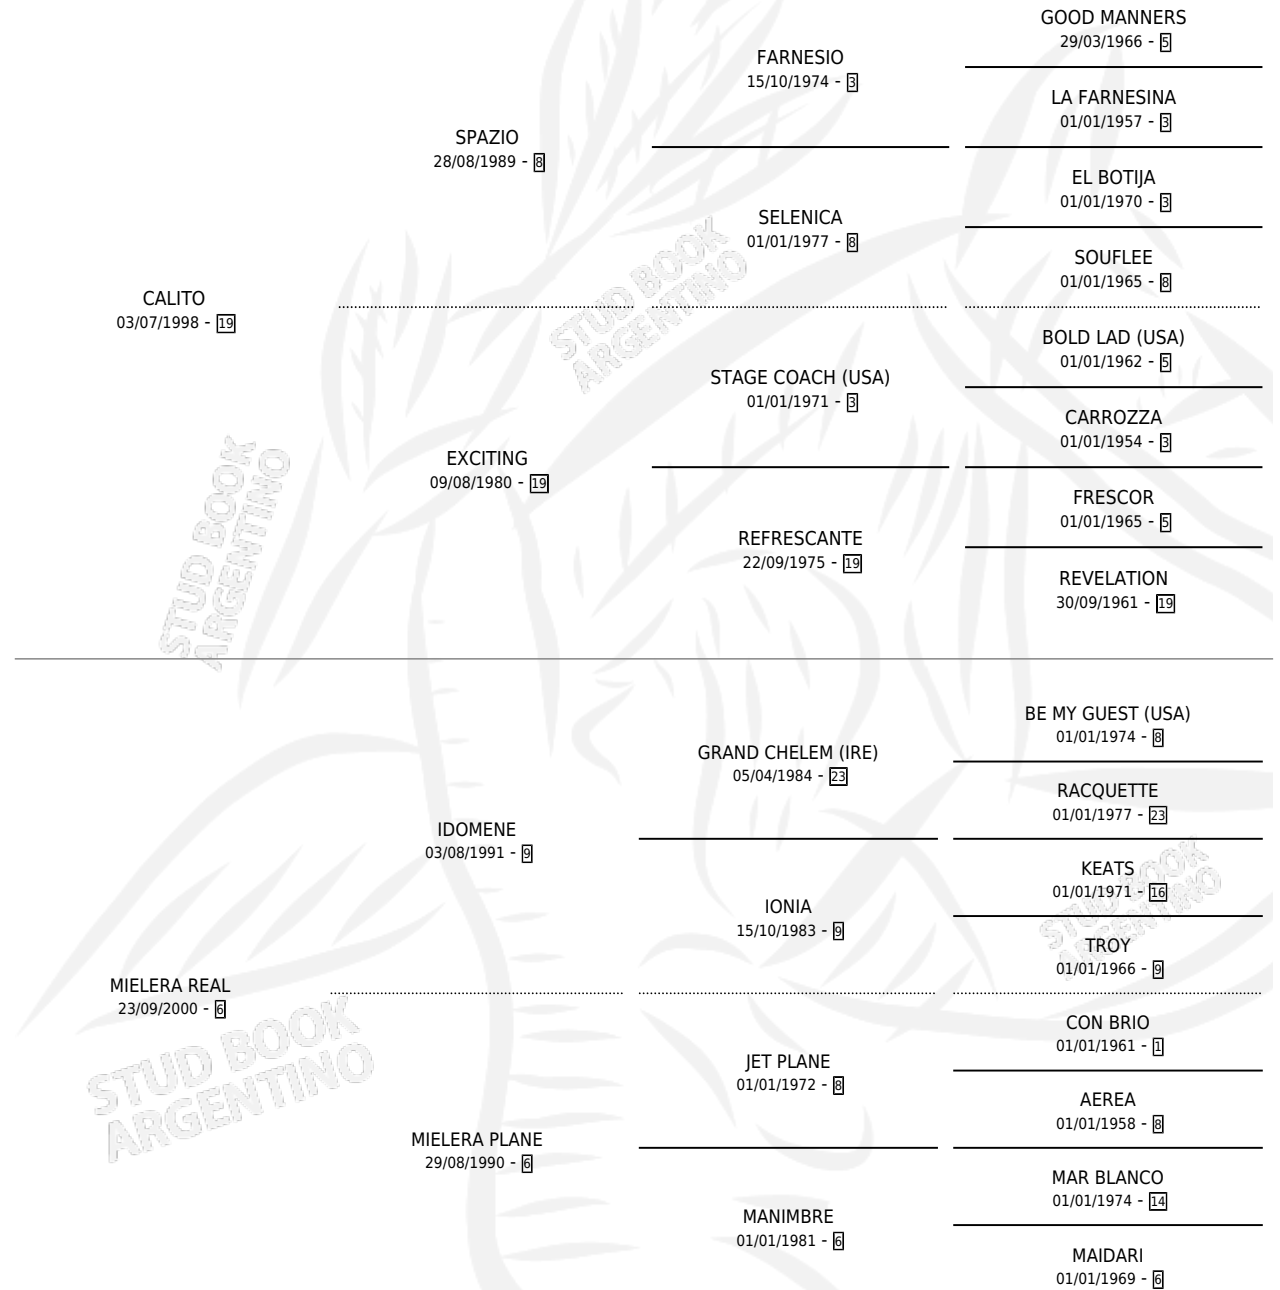 GOOD MANNERS
29/03/1966 - 5
FARNESIO
15/10/1974 - 3
LA FARNESINA
01/01/1957 - 3
SPAZIO
28/08/1989 - 8
EL BOTIJA
01/01/1970 - 3
SELENICA
01/01/1977 - 8
SOUFLEE
01/01/1965 - 8
CALITO
03/07/1998 - 19
BOLD LAD (USA)
01/01/1962 - 5
STAGE COACH (USA)
01/01/1971 - 3
CARROZZA
01/01/1954 - 3
EXCITING
09/08/1980 - 19
FRESCOR
01/01/1965 - 5
REFRESCANTE
22/09/1975 - 19
REVELATION
30/09/1961 - 19
BE MY GUEST (USA)
01/01/1974 - 8
GRAND CHELEM (IRE)
05/04/1984 - 23
RACQUETTE
01/01/1977 - 23
IDOMENE
03/08/1991 - 9
KEATS
01/01/1971 - 16
IONIA
15/10/1983 - 9
TROY
01/01/1966 - 9
MIELERA REAL
23/09/2000 - 6
CON BRIO
01/01/1961 - 1
JET PLANE
01/01/1972 - 8
AEREA
01/01/1958 - 8
MIELERA PLANE
29/08/1990 - 6
MAR BLANCO
01/01/1974 - 14
MANIMBRE
01/01/1981 - 6
MAIDARI
01/01/1969 - 6
STUD BOOK
ARGENTINO
STUD BOOK
ARGENTINO
STUD BOOK
ARGENTINO
STUD BOOK
ARGENTINO